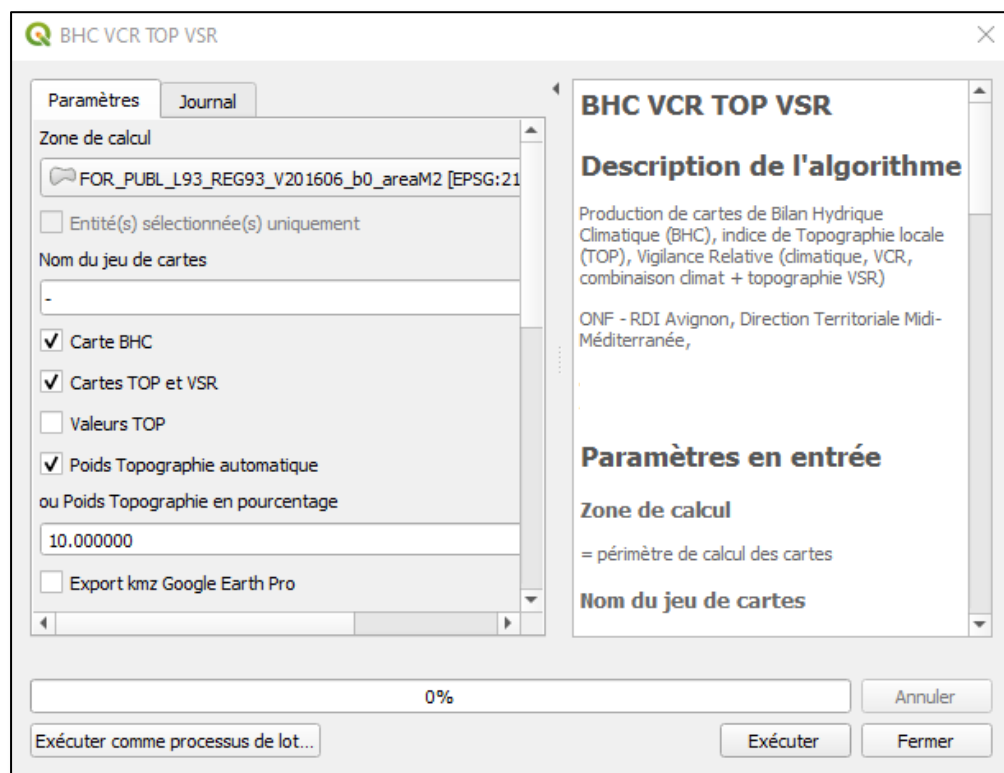 BHC VCR TOP VSR
Paramètres
Journal
Zone de calcul
FOR_PUBL_L93_REG93_V201606_b0_areaM2 [EPSG:21
Entité(s) sélectionnée(s) uniquement
Nom du jeu de cartes
-
Carte BHC
Cartes TOP et VSR
Valeurs TOP
Poids Topographie automatique
ou Poids Topographie en pourcentage
10.000000
Export kmz Google Earth Pro
BHC VCR TOP VSR
Description de l'algorithme
Production de cartes de Bilan Hydrique
Climatique (BHC), indice de Topographie locale
(TOP), Vigilance Relative (climatique, VCR,
combinaison climat + topographie VSR)
ONF - RDI Avignon, Direction Territoriale Midi-
Méditerranée,
Paramètres en entrée
Zone de calcul
= périmètre de calcul des cartes
Nom du jeu de cartes
0%
Annuler
Exécuter comme processus de lot...
Exécuter
Fermer